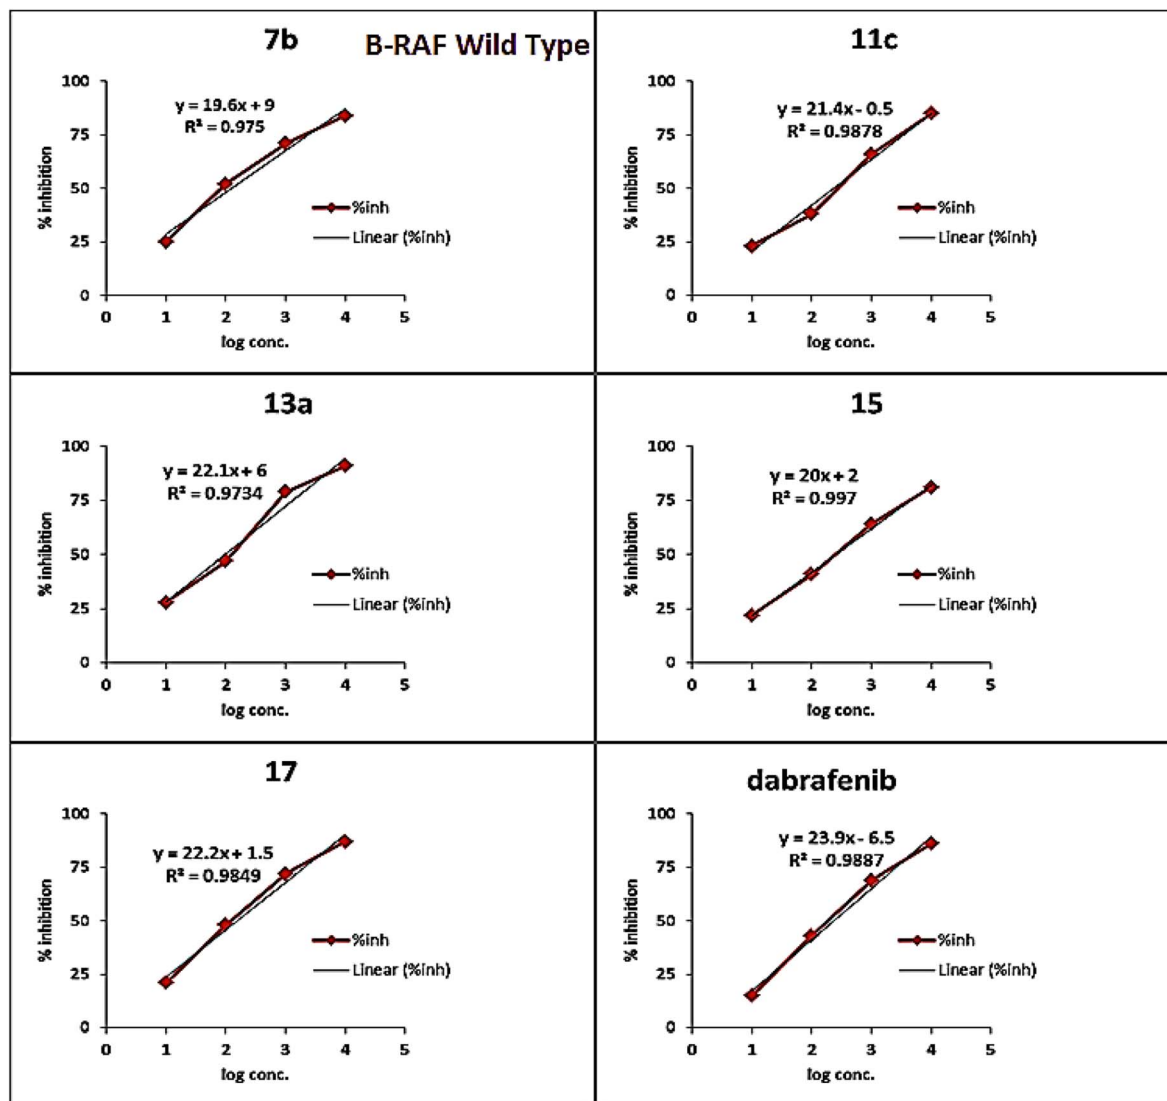 7b
B-RAF Wild Type
y = 19.6x + 9
R² = 0.975
% inhibition
100
75
50
25
0
0 1 2 3 4 5
log conc.
%inh
Linear (%inh)
11c
y = 21.4x - 0.5
R² = 0.9878
% inhibition
100
75
50
25
0
0 1 2 3 4 5
log conc.
%inh
Linear (%inh)
13a
y = 22.1x + 6
R² = 0.9734
% inhibition
100
75
50
25
0
0 1 2 3 4 5
log conc.
%inh
Linear (%inh)
15
y = 20x + 2
R² = 0.997
% inhibition
100
75
50
25
0
0 1 2 3 4 5
log conc.
%inh
Linear (%inh)
17
y = 22.2x + 1.5
R² = 0.9849
% inhibition
100
75
50
25
0
0 1 2 3 4 5
log conc.
%inh
Linear (%inh)
dabrafenib
y = 23.9x - 6.5
R² = 0.9887
% inhibition
100
75
50
25
0
0 1 2 3 4 5
log conc.
%inh
Linear (%inh)